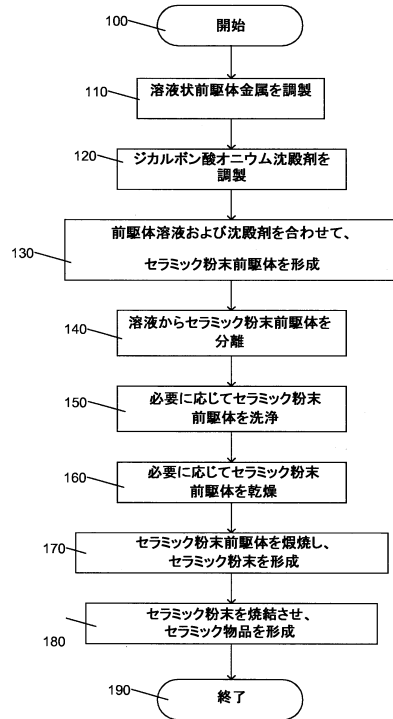 100
開始
110
溶液状前駆体金属を調製
120
ジカルボン酸オニウム沈殿剤を
調製
130
前駆体溶液および沈殿剤を合わせて、
セラミック粉末前駆体を形成
140
溶液からセラミック粉末前駆体を
分離
150
必要に応じてセラミック粉末
前駆体を洗浄
160
必要に応じてセラミック粉末
前駆体を乾燥
170
セラミック粉末前駆体を煆焼し、
セラミック粉末を形成
180
セラミック粉末を焼結させ、
セラミック物品を形成
190
終了